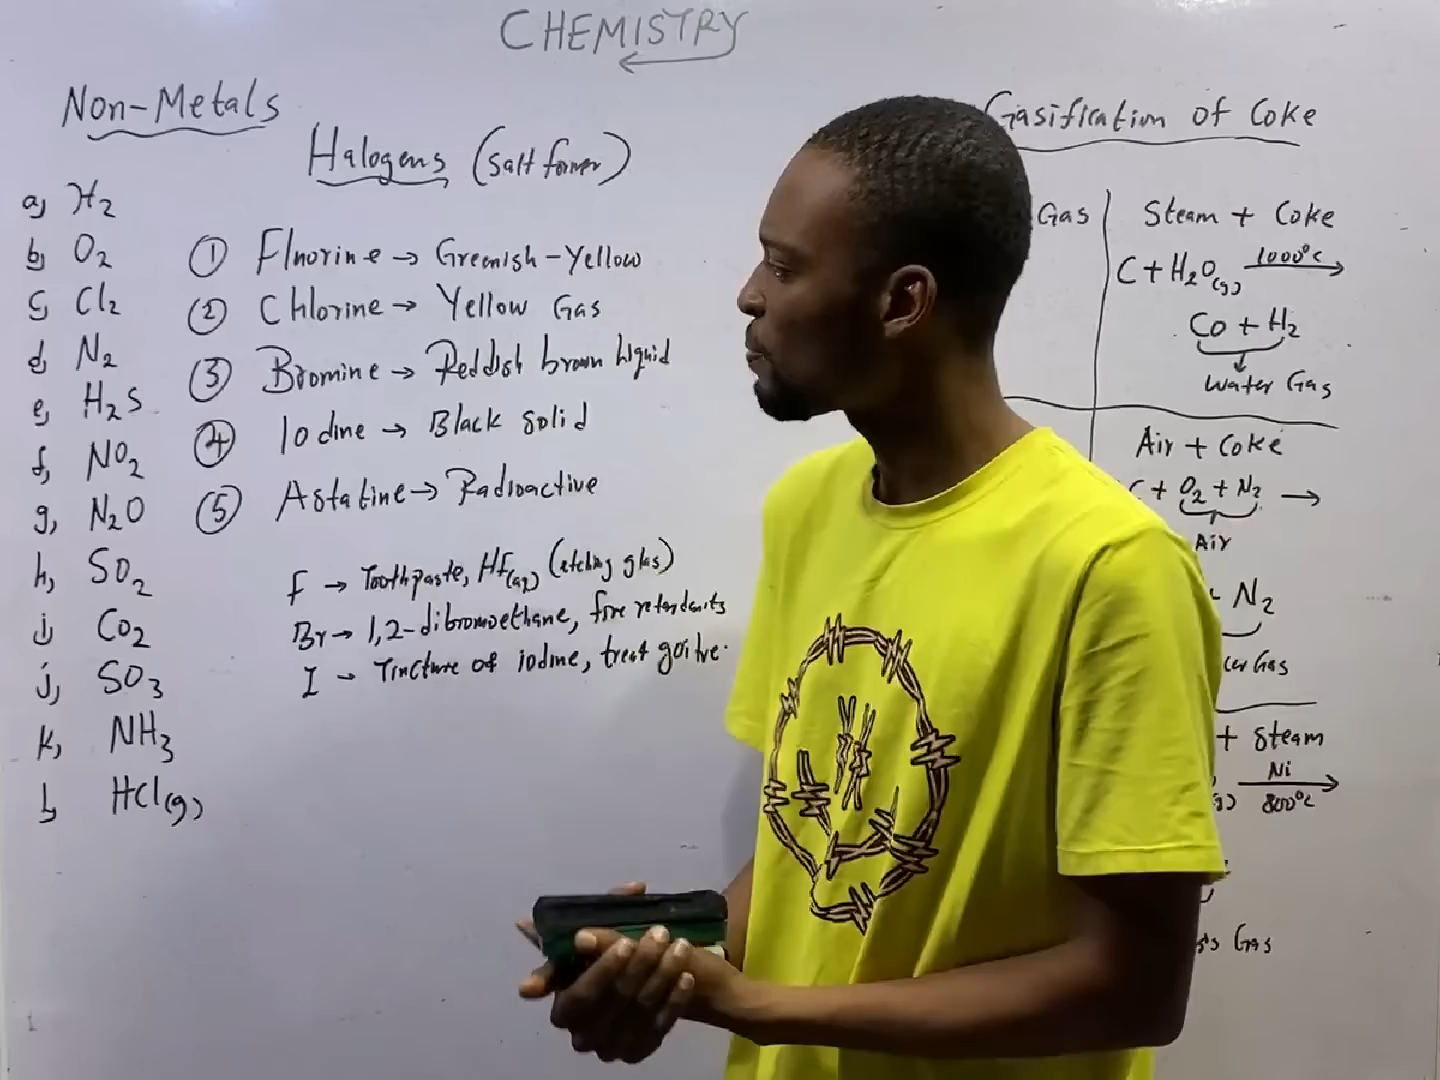 CHEMISTRY
Non-Metals
a, H2
b, O2
c, Cl2
d, N2
e, H2S
f, NO2
g, N2O
h, SO2
i, CO2
j, SO3
k, NH3
l, HCl(g)
Halogens (Salt former)
① Fluorine → Greenish-Yellow
② Chlorine → Yellow Gas
③ Bromine → Reddish brown liquid
④ Iodine → Black solid
⑤ Astatine → Radioactive
F → Toothpaste, HF(aq) (etching glass)
Br → 1,2-dibromoethane, fire retardants
I → Tincture of iodine, treat goitre.
Gasification of Coke
Gas
Steam + Coke
C + H2O(g) 1000°C →
CO + H2
Water Gas
Air + Coke
C + O2 + N2 →
Air
N2
Gas
+ Steam
Ni
800°C
Gas